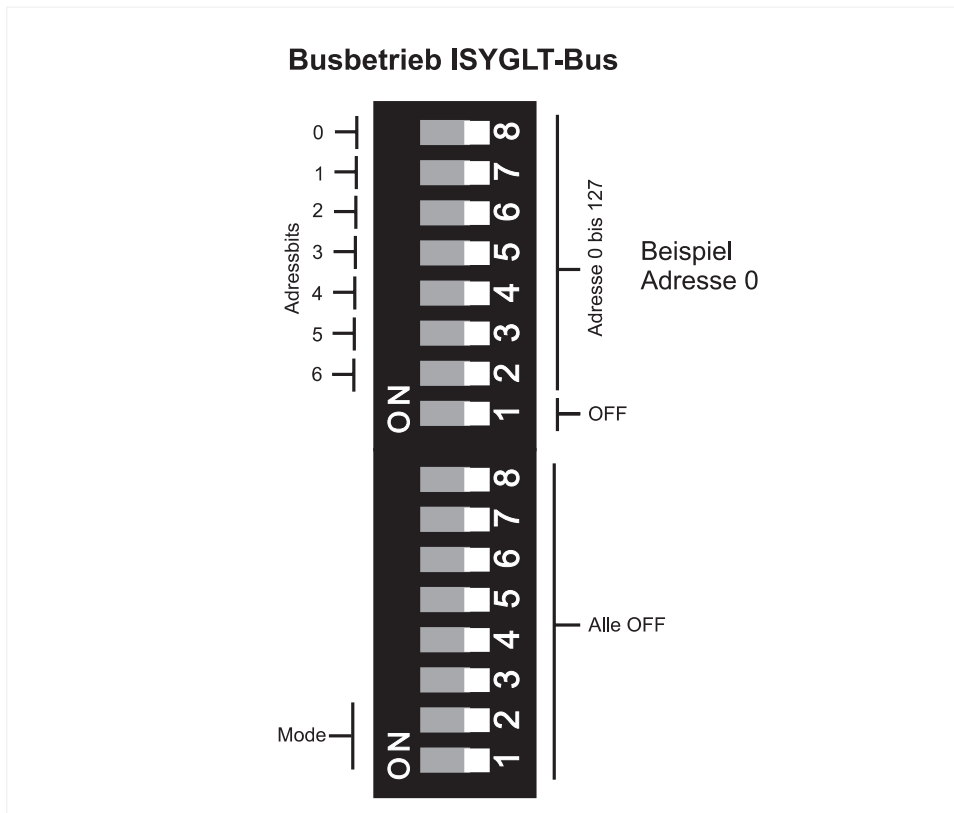 Busbetrieb ISYGLT-Bus
Adressbits
0
1
2
3
4
5
6
8
7
6
5
4
3
2
1
ON
Adresse 0 bis 127
Beispiel
Adresse 0
OFF
8
7
6
5
4
3
2
1
ON
Mode
Alle OFF